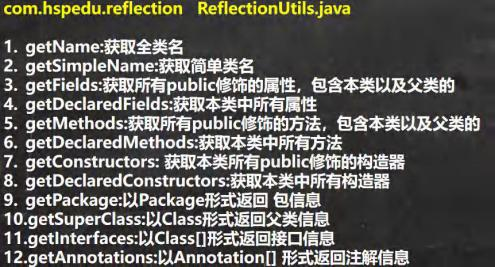 com.hspedu.reflection ReflectionUtils.java
1. getName:获取全类名
2. getSimpleName:获取简单类名
3. getFields:获取所有public修饰的属性，包含本类以及父类的
4. getDeclaredFields:获取本类中所有属性
5. getMethods:获取所有public修饰的方法，包含本类以及父类的
6. getDeclaredMethods:获取本类中所有方法
7. getConstructors: 获取本类所有public修饰的构造器
8. getDeclaredConstructors:获取本类中所有构造器
9. getPackage:以Package形式返回 包信息
10.getSuperClass:以Class形式返回父类信息
11.getInterfaces:以Class[]形式返回接口信息
12.getAnnotations:以Annotation[] 形式返回注解信息